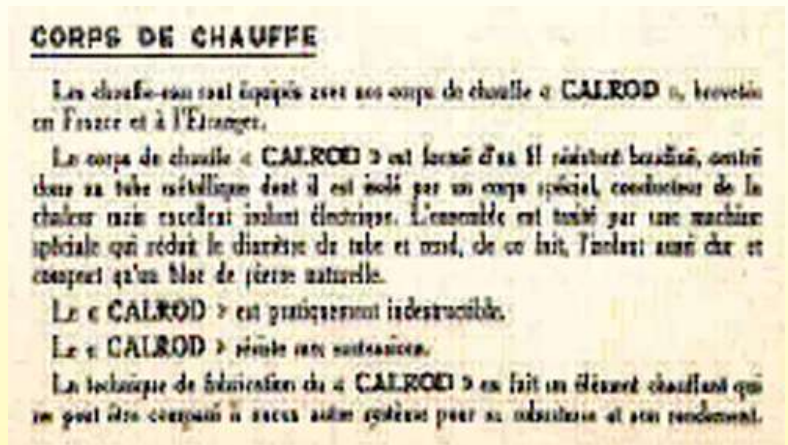 CORPS DE CHAUFFE
Les chauffe-eau sont équipés avec nos corps de chauffe « CALROD », brevetés
en France et à l'Étranger.
Le corps de chauffe « CALROD » est formé d'un fil résistant boudiné, centré
dans un tube métallique dont il est isolé par un corps spécial, conducteur de la
chaleur mais excellent isolant électrique. L'ensemble est traité par une machine
spéciale qui réduit le diamètre du tube et rend, de ce fait, l'isolant aussi dur et
compact qu'un bloc de pierre naturelle.
Le « CALROD » est pratiquement indestructible.
Le « CALROD » résiste aux
La technique de fabrication du « CALROD » en fait un élément chauffant qui
ne peut être comparé à aucun autre système pour sa robustesse et son rendement.